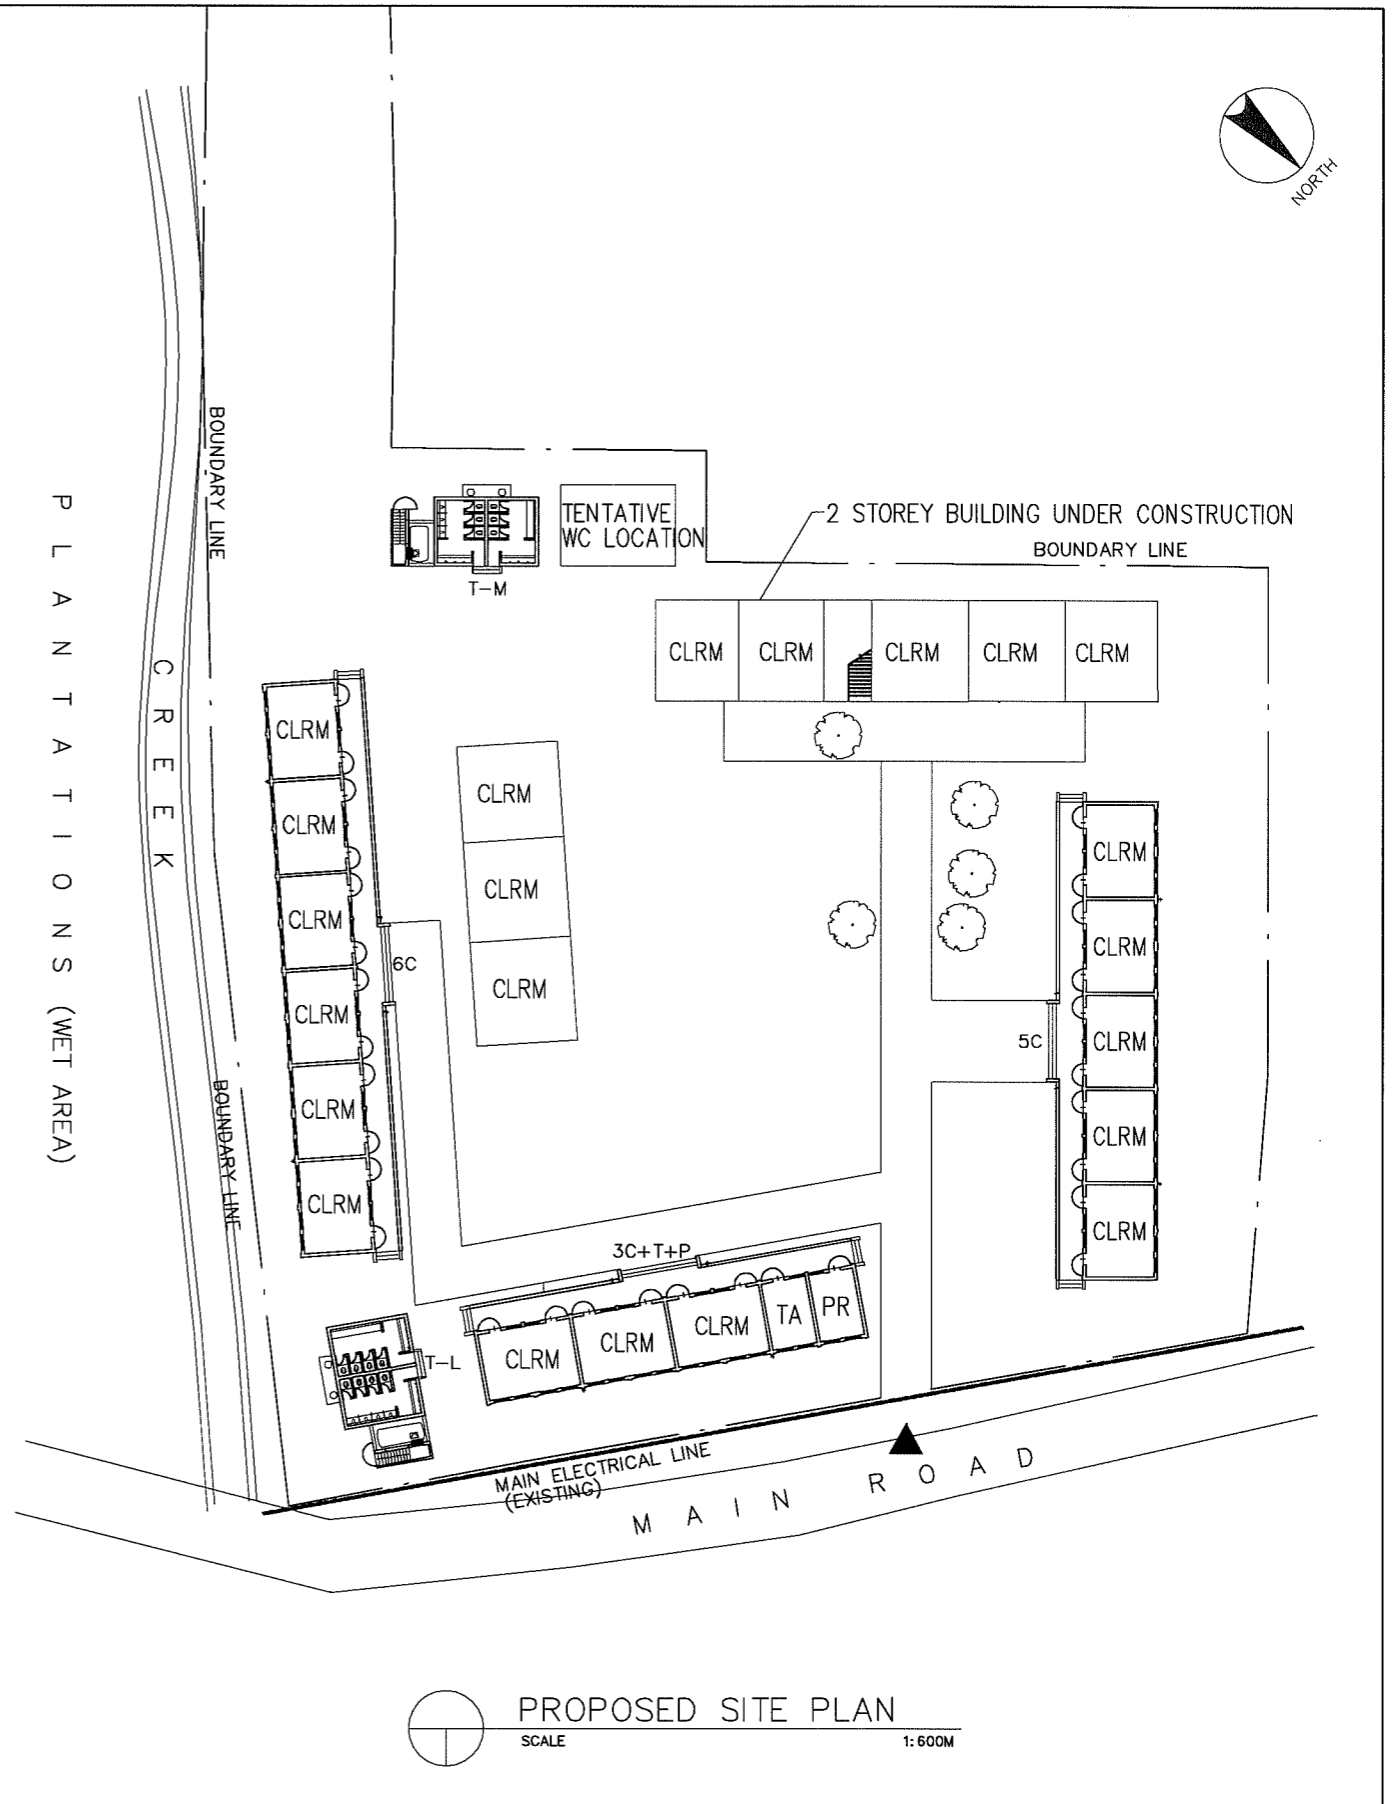 NORTH
BOUNDARY LINE
TENTATIVE
WC LOCATION
2 STOREY BUILDING UNDER CONSTRUCTION
BOUNDARY LINE
T-M
PLANTATIONS (WET AREA)
CREEK
CLRM
CLRM
CLRM
CLRM
CLRM
CLRM
CLRM
CLRM
CLRM
CLRM
CLRM
CLRM
6C
CLRM
CLRM
CLRM
BOUNDARY LINE
CLRM
CLRM
5C
CLRM
CLRM
CLRM
3C+T+P
CLRM
CLRM
CLRM
TA
PR
T-L
MAIN ELECTRICAL LINE
(EXISTING)
MAIN ROAD
PROPOSED SITE PLAN
SCALE 1:600M